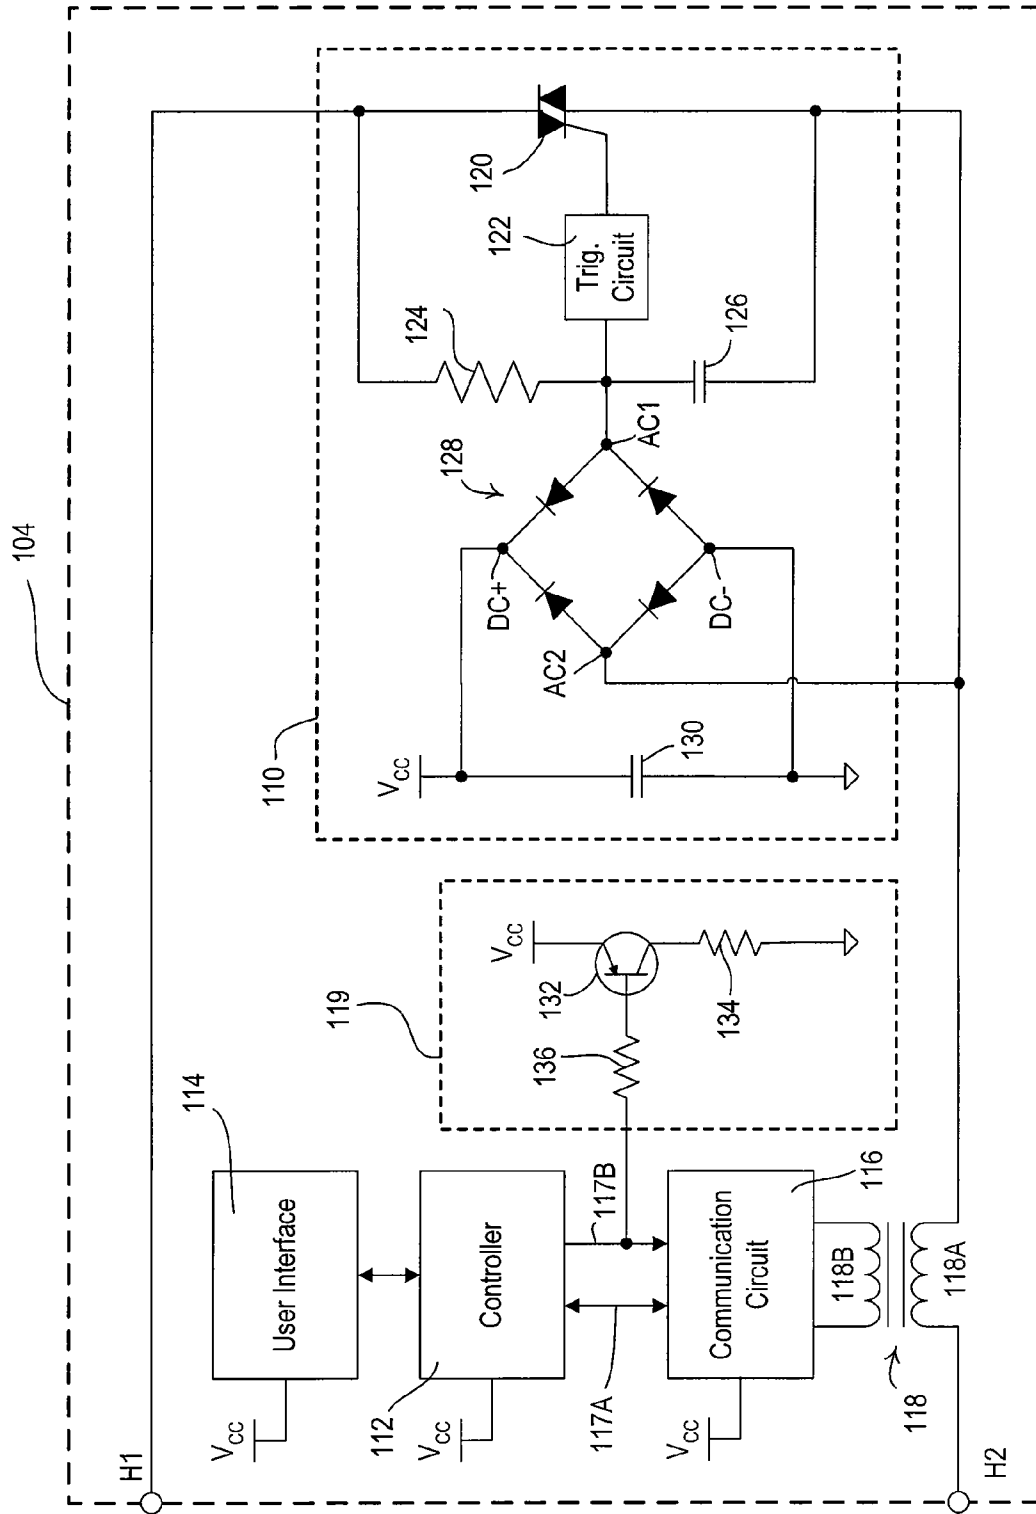 104
H1
H2
110
120
122
Trig.
Circuit
124
126
128
AC1
DC+
AC2
DC-
VCC
130
119
VCC
132
134
136
114
User Interface
VCC
112
Controller
VCC
117A
117B
116
Communication
Circuit
VCC
118B
118A
118